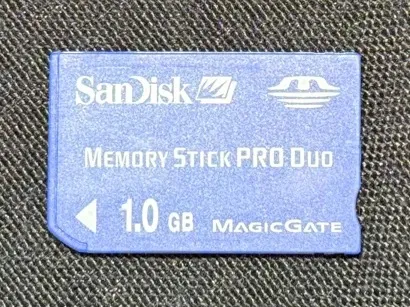 SanDisk
MEMORY STICK PRO DUO
1.0 GB MAGICGATE